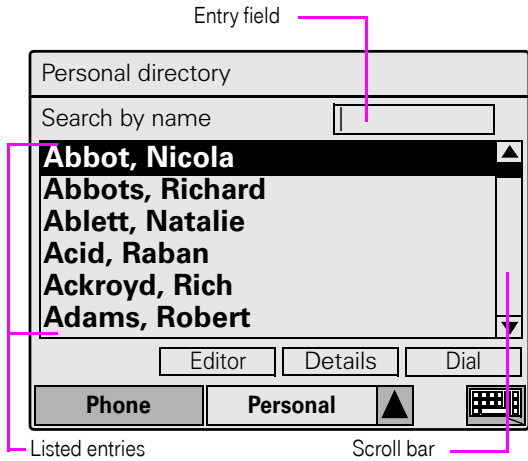 Entry field
Personal directory
Search by name
Abbot, Nicola
Abbots, Richard
Ablett, Natalie
Acid, Raban
Ackroyd, Rich
Adams, Robert
Editor Details Dial
Phone Personal
Listed entries Scroll bar